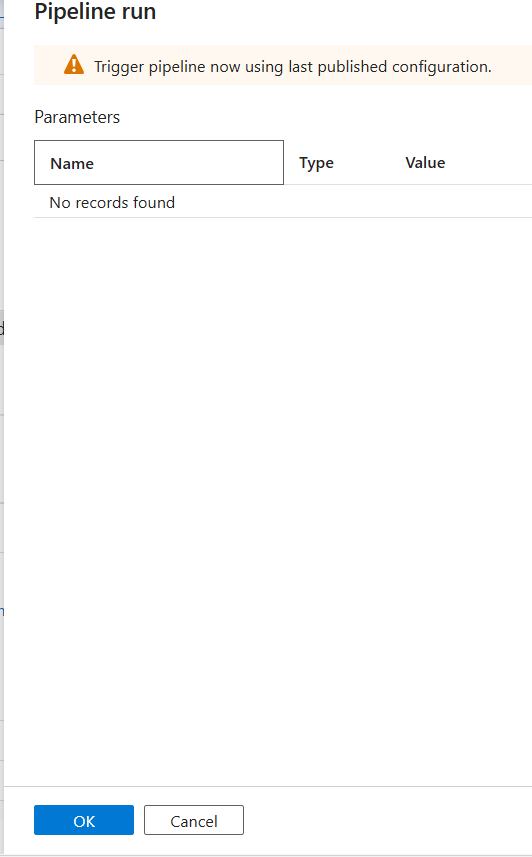 Pipeline run
Trigger pipeline now using last published configuration.
Parameters
Name Type Value
No records found
OK Cancel